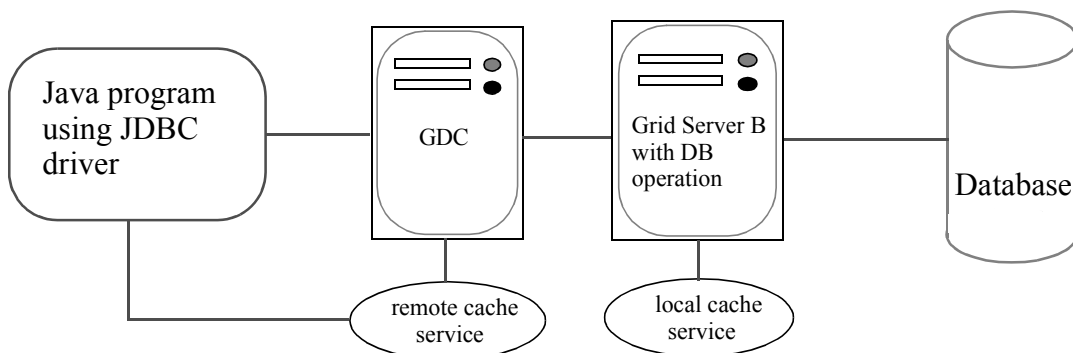 Java program
using JDBC
driver
GDC
Grid Server B
with DB
operation
Database
remote cache
service
local cache
service